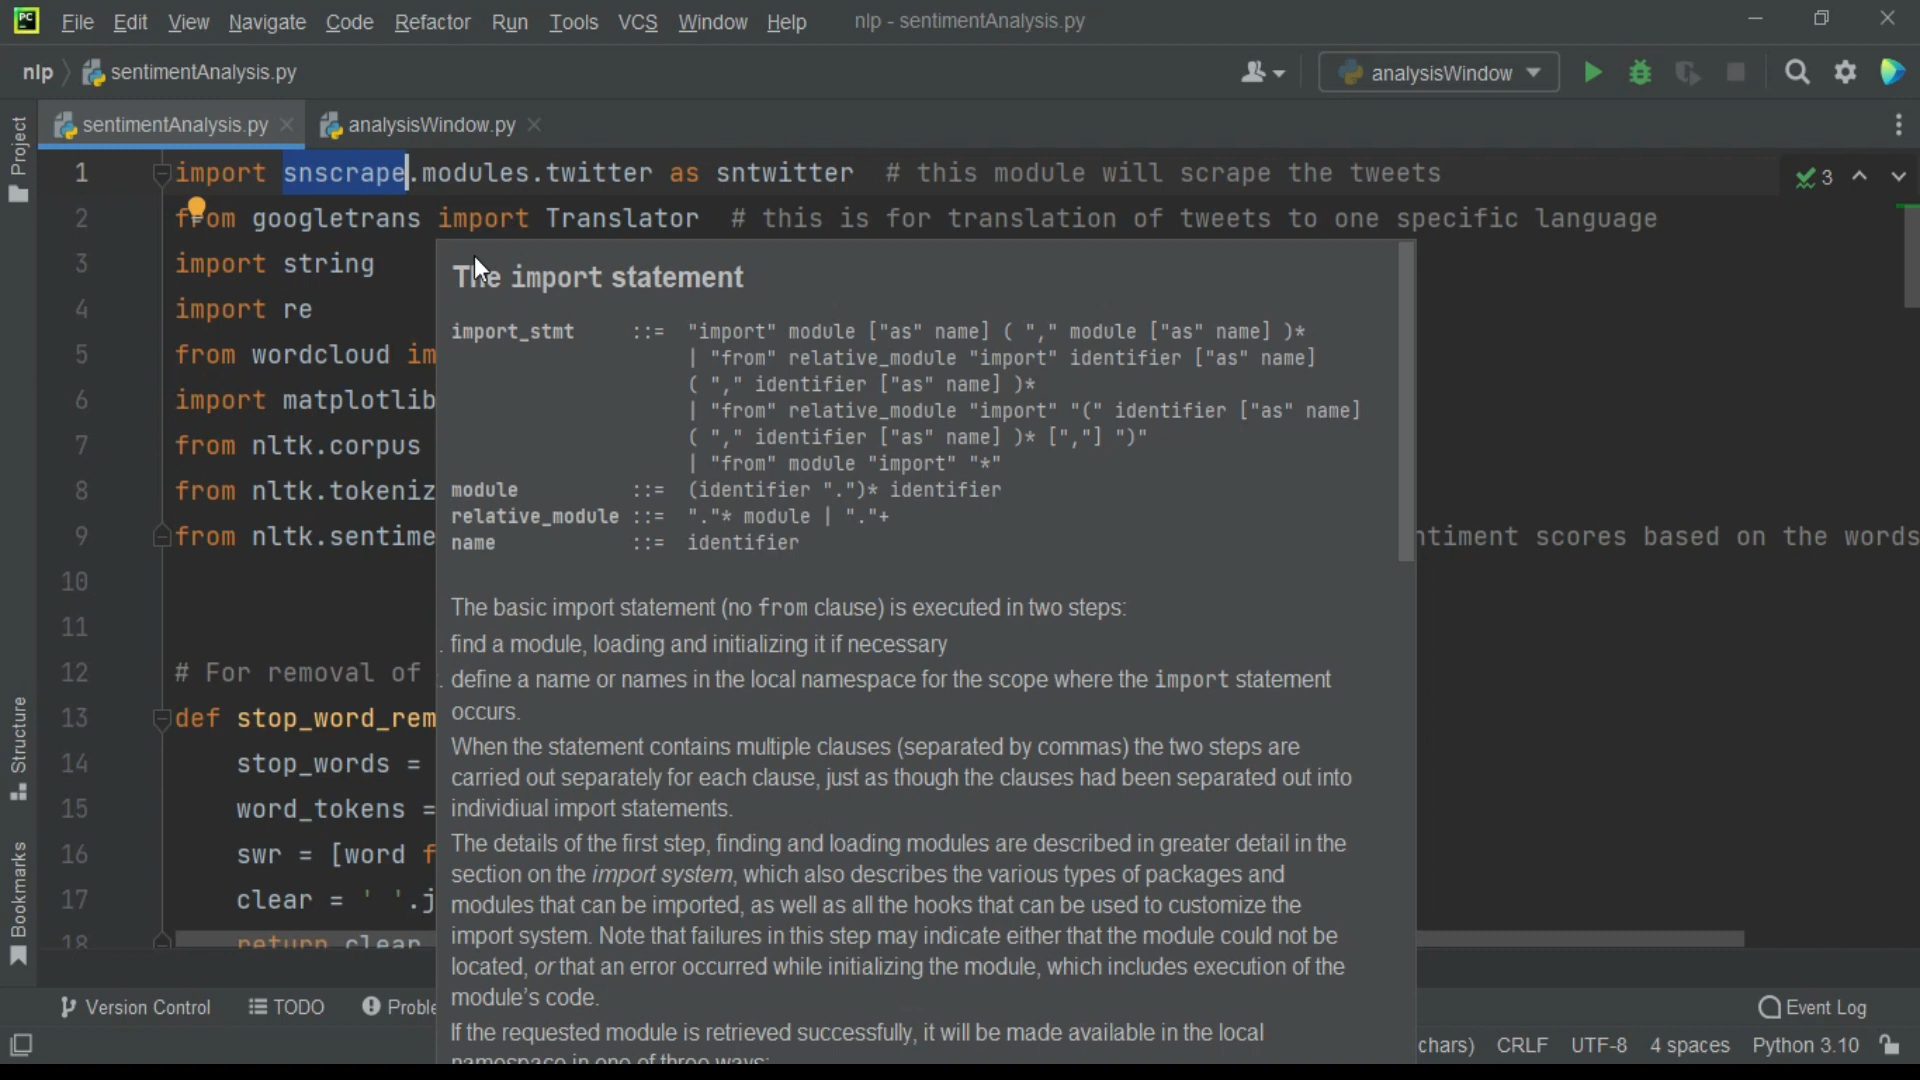 PC File Edit View Navigate Code Refactor Run Tools VCS Window Help nlp - sentimentAnalysis.py
nlp sentimentAnalysis.py analysisWindow
sentimentAnalysis.py analysisWindow.py
Project
1 import snscrape.modules.twitter as sntwitter # this module will scrape the tweets 3
2 from googletrans import Translator # this is for translation of tweets to one specific language
3 import string
4 import re
5 from wordcloud im
6 import matplotlib
7 from nltk.corpus
8 from nltk.tokeniz
9 from nltk.sentime ntiment scores based on the words
10
11
12 # For removal of
13 def stop_word_rem
14 stop_words =
15 word_tokens =
16 swr = [word f
17 clear = ' '.j
18 return clear
The import statement
import_stmt ::= "import" module ["as" name] ( "," module ["as" name] )*
| "from" relative_module "import" identifier ["as" name]
( "," identifier ["as" name] )*
| "from" relative_module "import" "(" identifier ["as" name]
( "," identifier ["as" name] )* [","] ")"
| "from" module "import" "*"
module ::= (identifier ".")* identifier
relative_module ::= "."* module | "."+
name ::= identifier
The basic import statement (no from clause) is executed in two steps:
. find a module, loading and initializing it if necessary
. define a name or names in the local namespace for the scope where the import statement
occurs.
When the statement contains multiple clauses (separated by commas) the two steps are
carried out separately for each clause, just as though the clauses had been separated out into
individiual import statements.
The details of the first step, finding and loading modules are described in greater detail in the
section on the import system, which also describes the various types of packages and
modules that can be imported, as well as all the hooks that can be used to customize the
import system. Note that failures in this step may indicate either that the module could not be
located, or that an error occurred while initializing the module, which includes execution of the
module's code.
If the requested module is retrieved successfully, it will be made available in the local
namespace in one of three ways:
Structure
Bookmarks
Version Control TODO Proble Event Log
chars) CRLF UTF-8 4 spaces Python 3.10